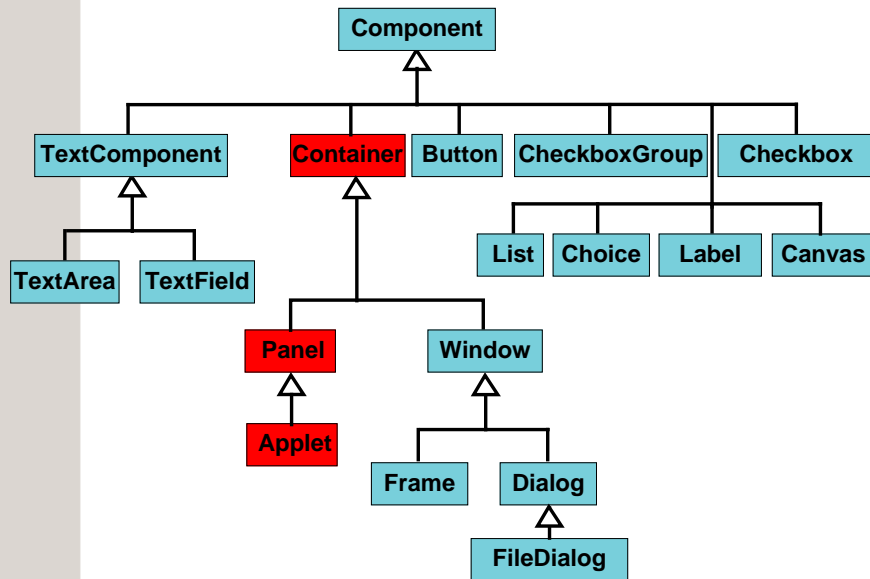 Component
TextComponent
Container
Button
CheckboxGroup
Checkbox
List
Choice
Label
Canvas
TextArea
TextField
Panel
Window
Applet
Frame
Dialog
FileDialog